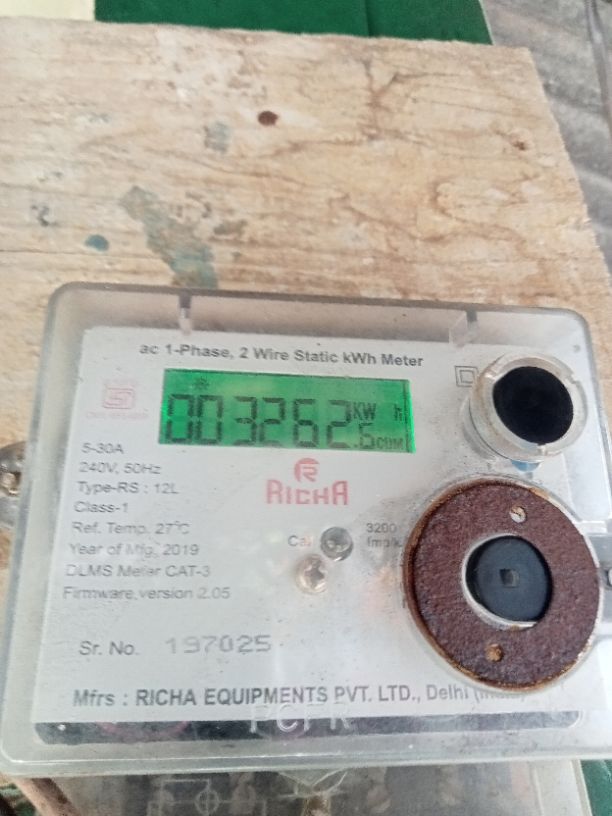 ac 1-Phase, 2 Wire Static kWh Meter
003262.6 KW h
CUM
5-30A
240V, 50Hz
Type-RS : 12L
Class-1
Ref. Temp. 27°C
Year of Mfg. 2019
DLMS Meter CAT-3
Firmware version 2.05
RICHA
Cal
3200
Imp/k
Sr. No. 197025
Mfrs : RICHA EQUIPMENTS PVT. LTD., Delhi (India)